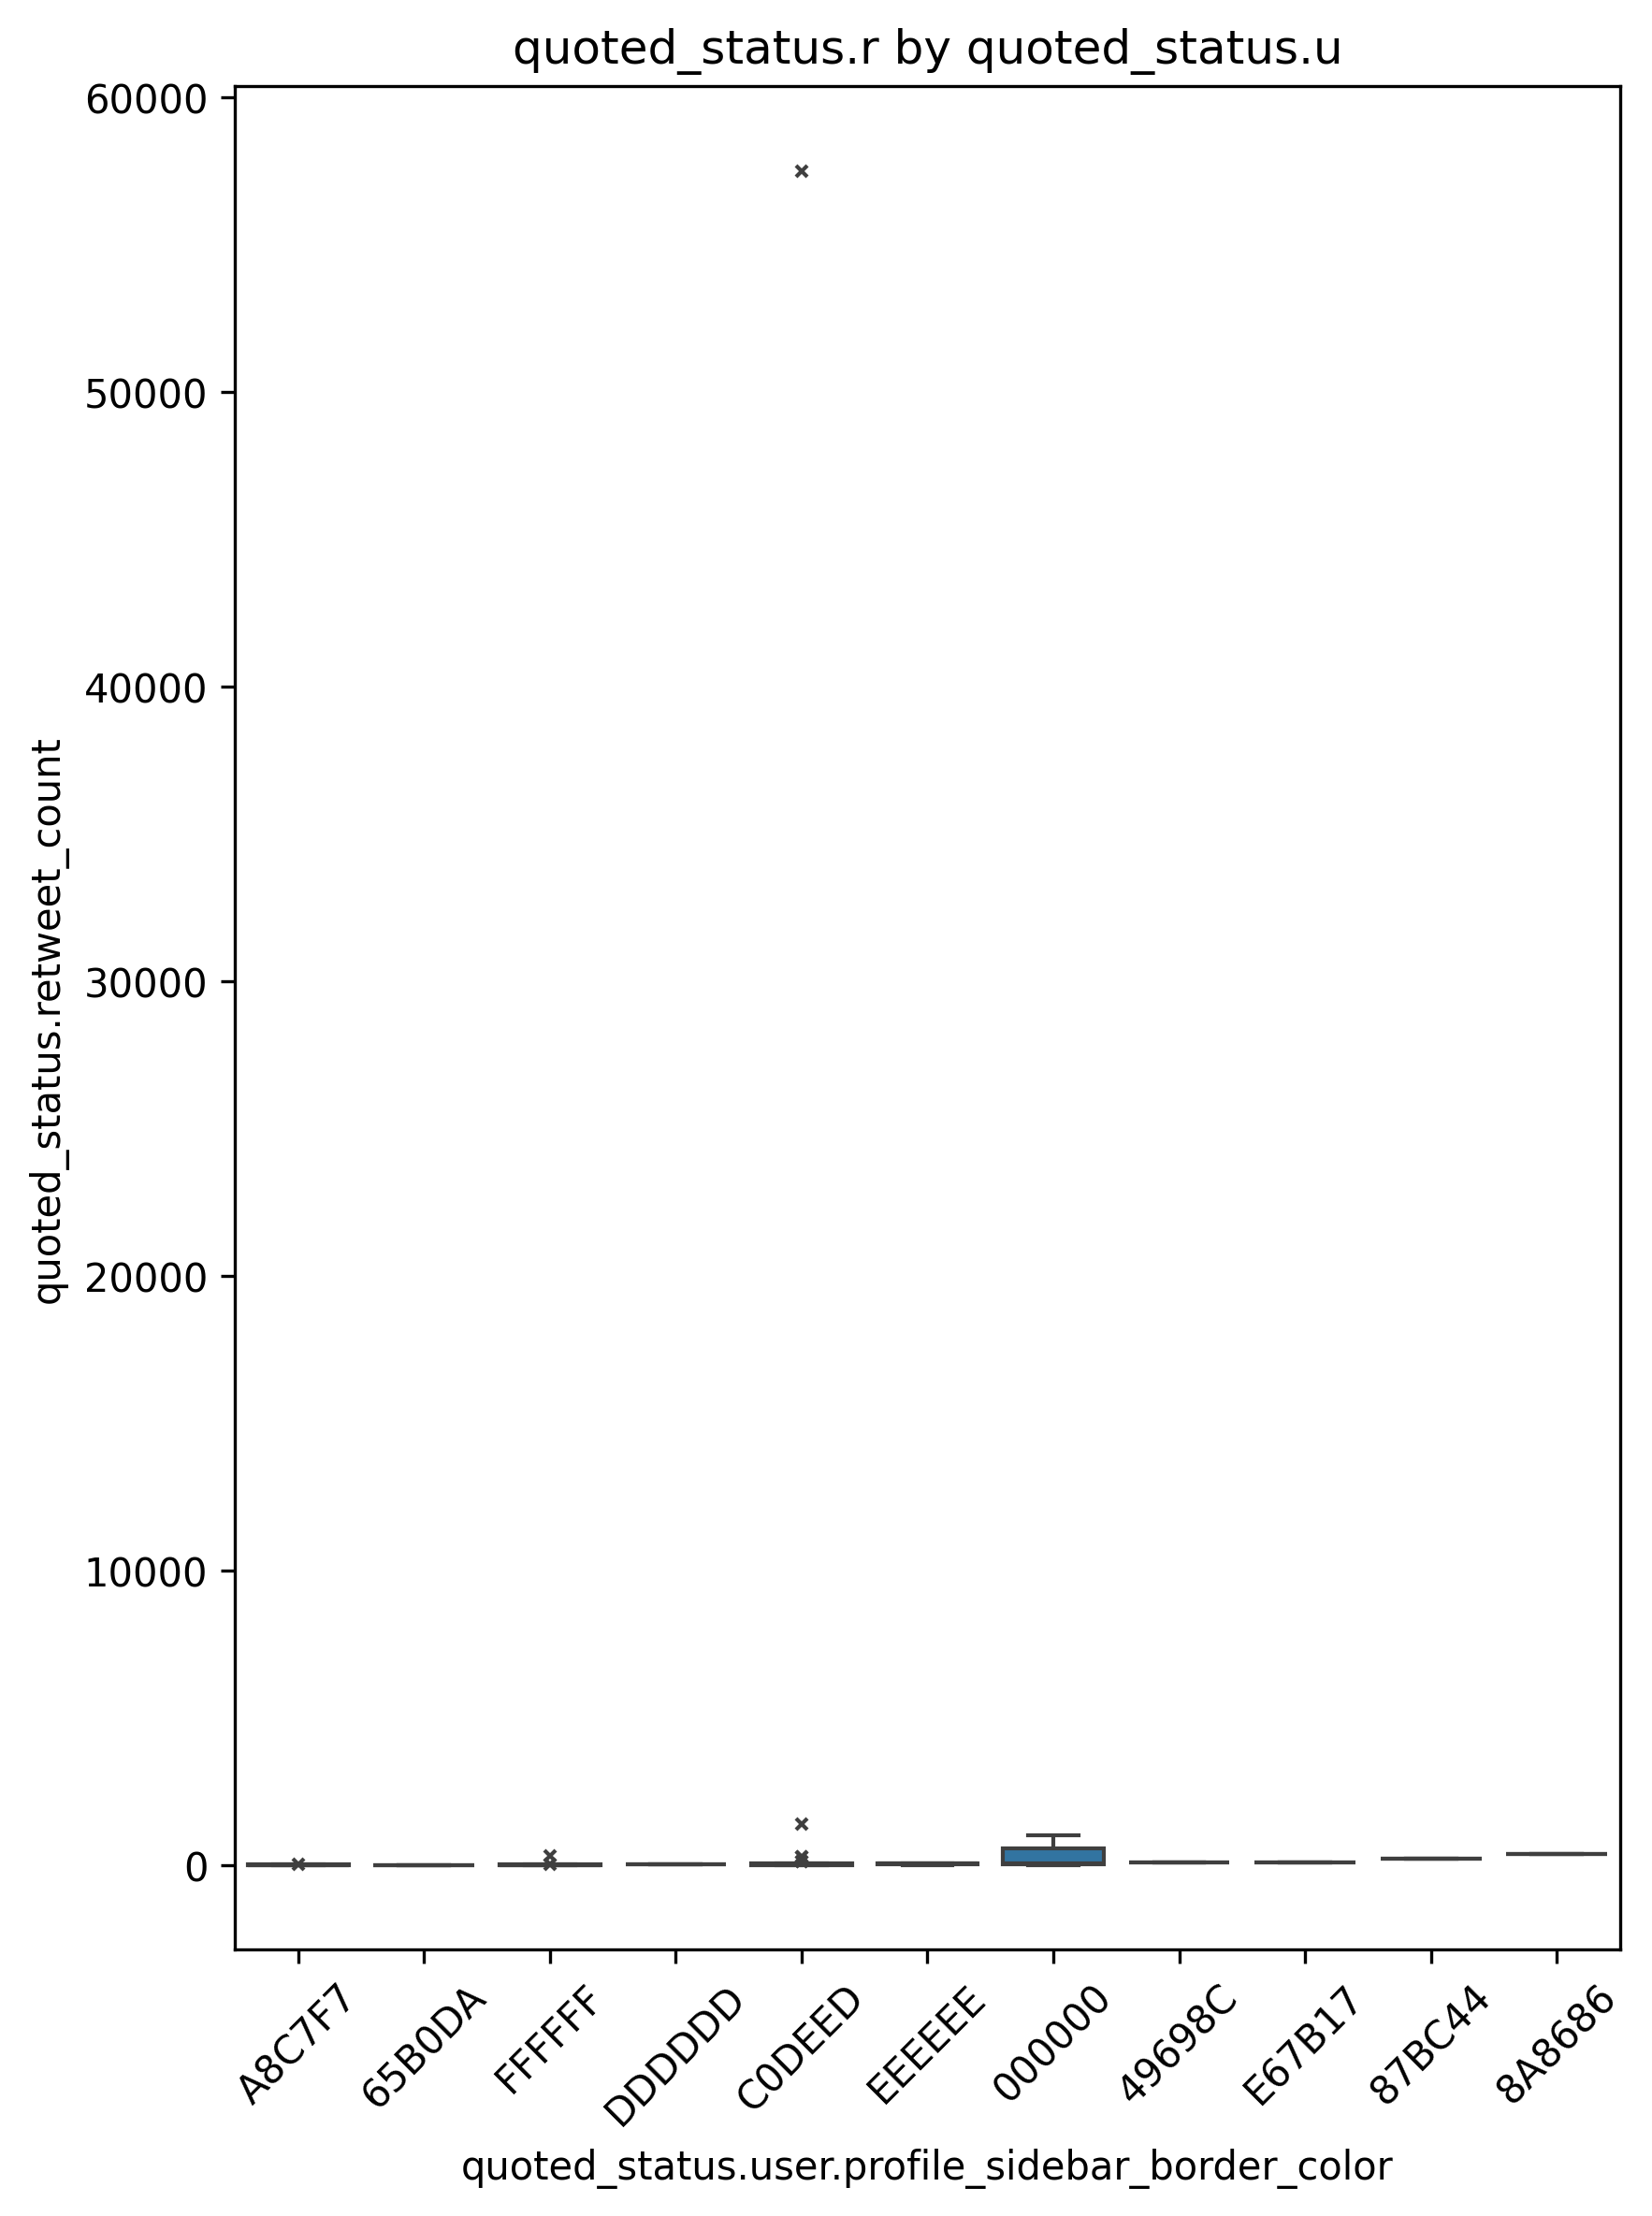 quoted_status.r by quoted_status.u
quoted_status.retweet_count
60000
50000
40000
30000
20000
10000
0
A8C7F7
65B0DA
FFFFFF
DDDDDD
C0DEED
EEEEEE
000000
49698C
E67B17
87BC44
8A8686
quoted_status.user.profile_sidebar_border_color